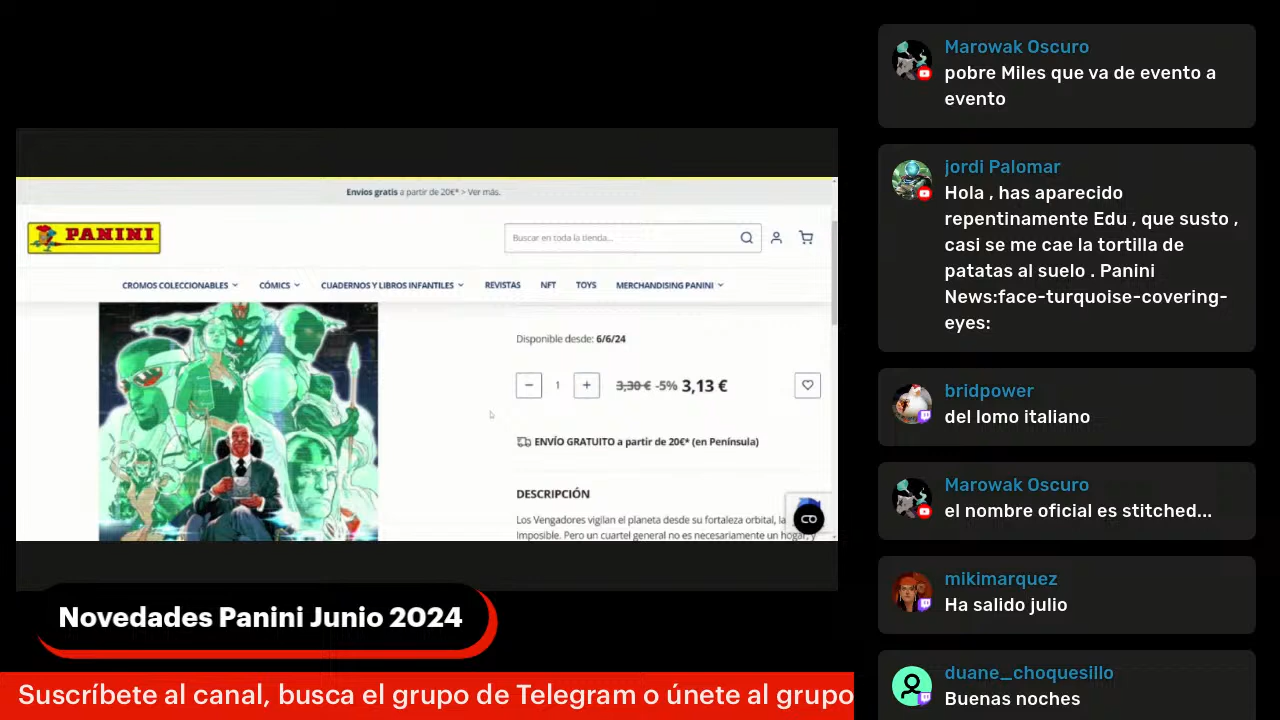 Envíos gratis a partir de 20€* > Ver más.
PANINI
Buscar en toda la tienda...
CROMOS COLECCIONABLES CÓMICS CUADERNOS Y LIBROS INFANTILES REVISTAS NFT TOYS MERCHANDISING PANINI
Disponible desde: 6/6/24
− 1 + 3,30 € -5% 3,13 €
ENVÍO GRATUITO a partir de 20€* (en Península)
DESCRIPCIÓN
Los Vengadores vigilan el planeta desde su fortaleza orbital, la
Imposible. Pero un cuartel general no es necesariamente un hogar, y
Novedades Panini Junio 2024
Suscríbete al canal, busca el grupo de Telegram o únete al grupo
Marowak Oscuro
pobre Miles que va de evento a
evento
jordi Palomar
Hola , has aparecido
repentinamente Edu , que susto ,
casi se me cae la tortilla de
patatas al suelo . Panini
News:face-turquoise-covering-
eyes:
bridpower
del lomo italiano
Marowak Oscuro
el nombre oficial es stitched...
mikimarquez
Ha salido julio
duane_choquesillo
Buenas noches